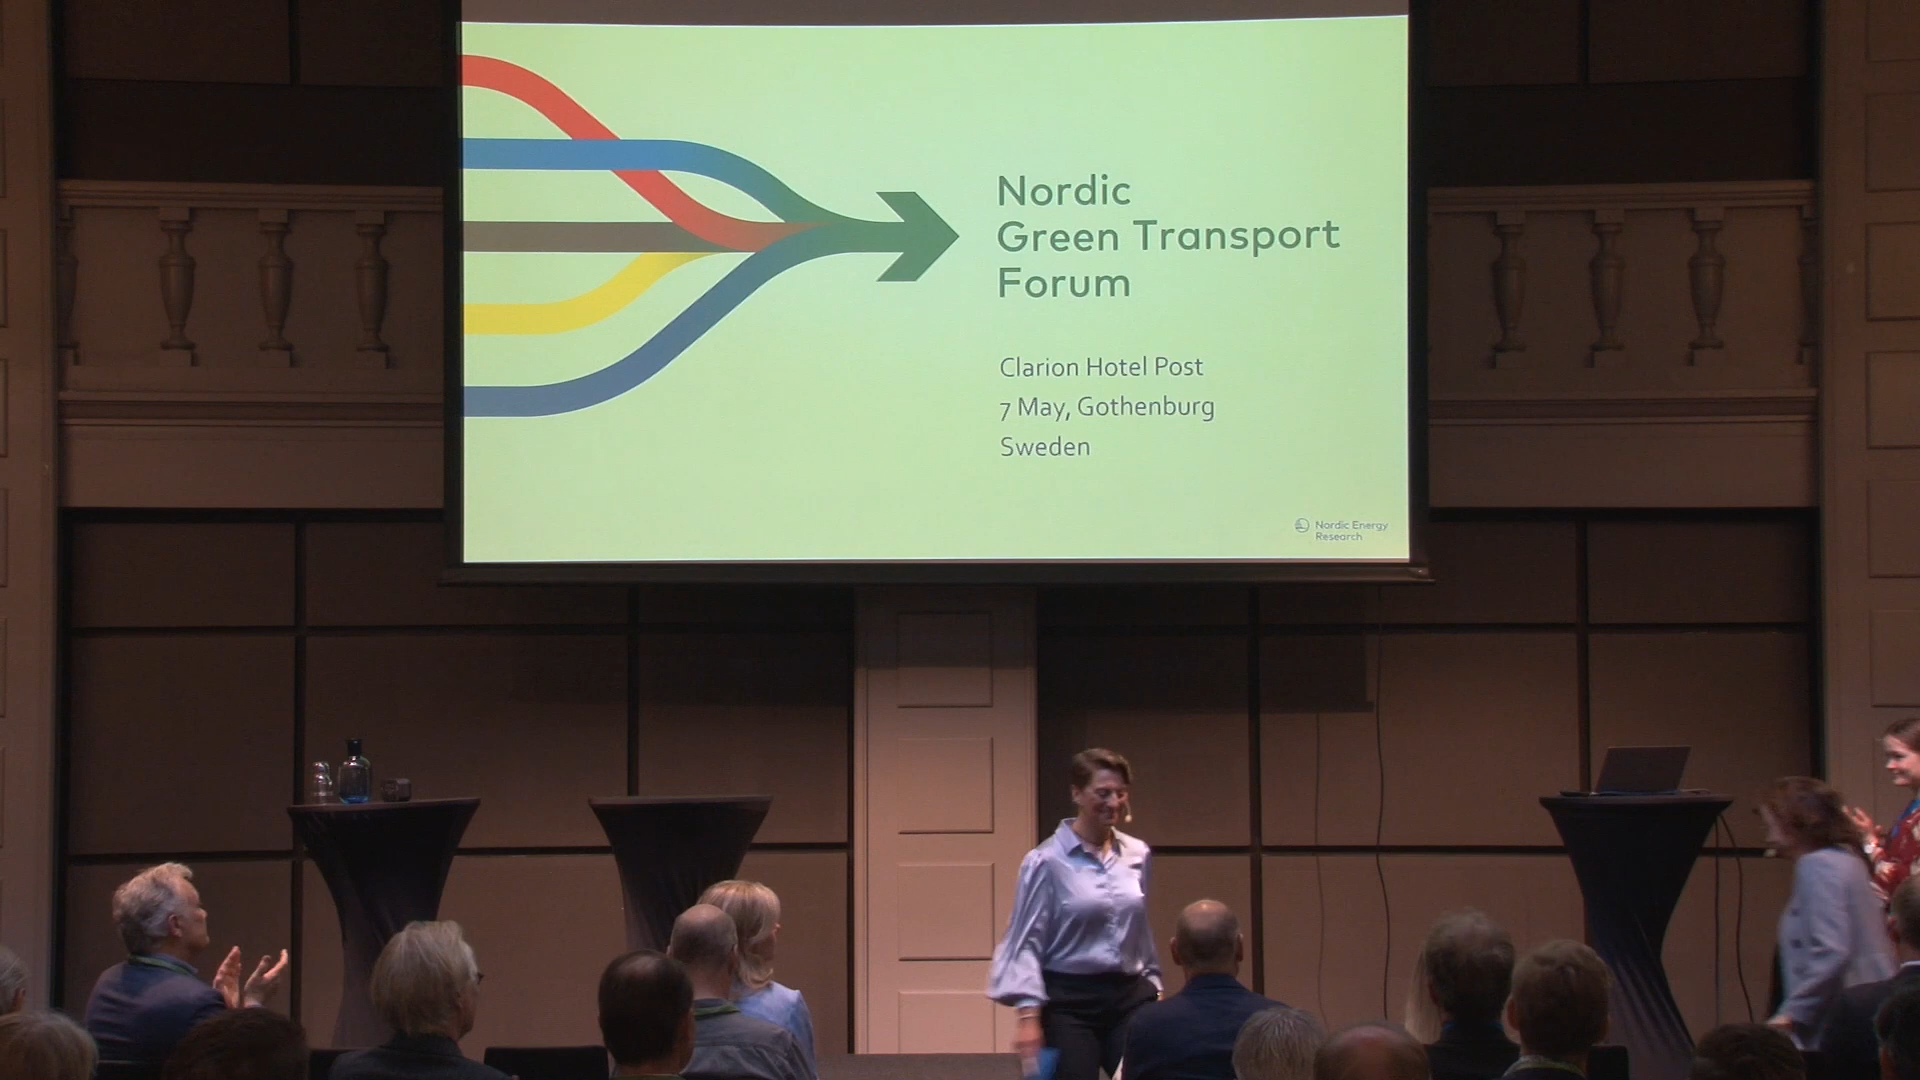 Nordic
Green Transport
Forum
Clarion Hotel Post
7 May, Gothenburg
Sweden
Nordic Energy
Research